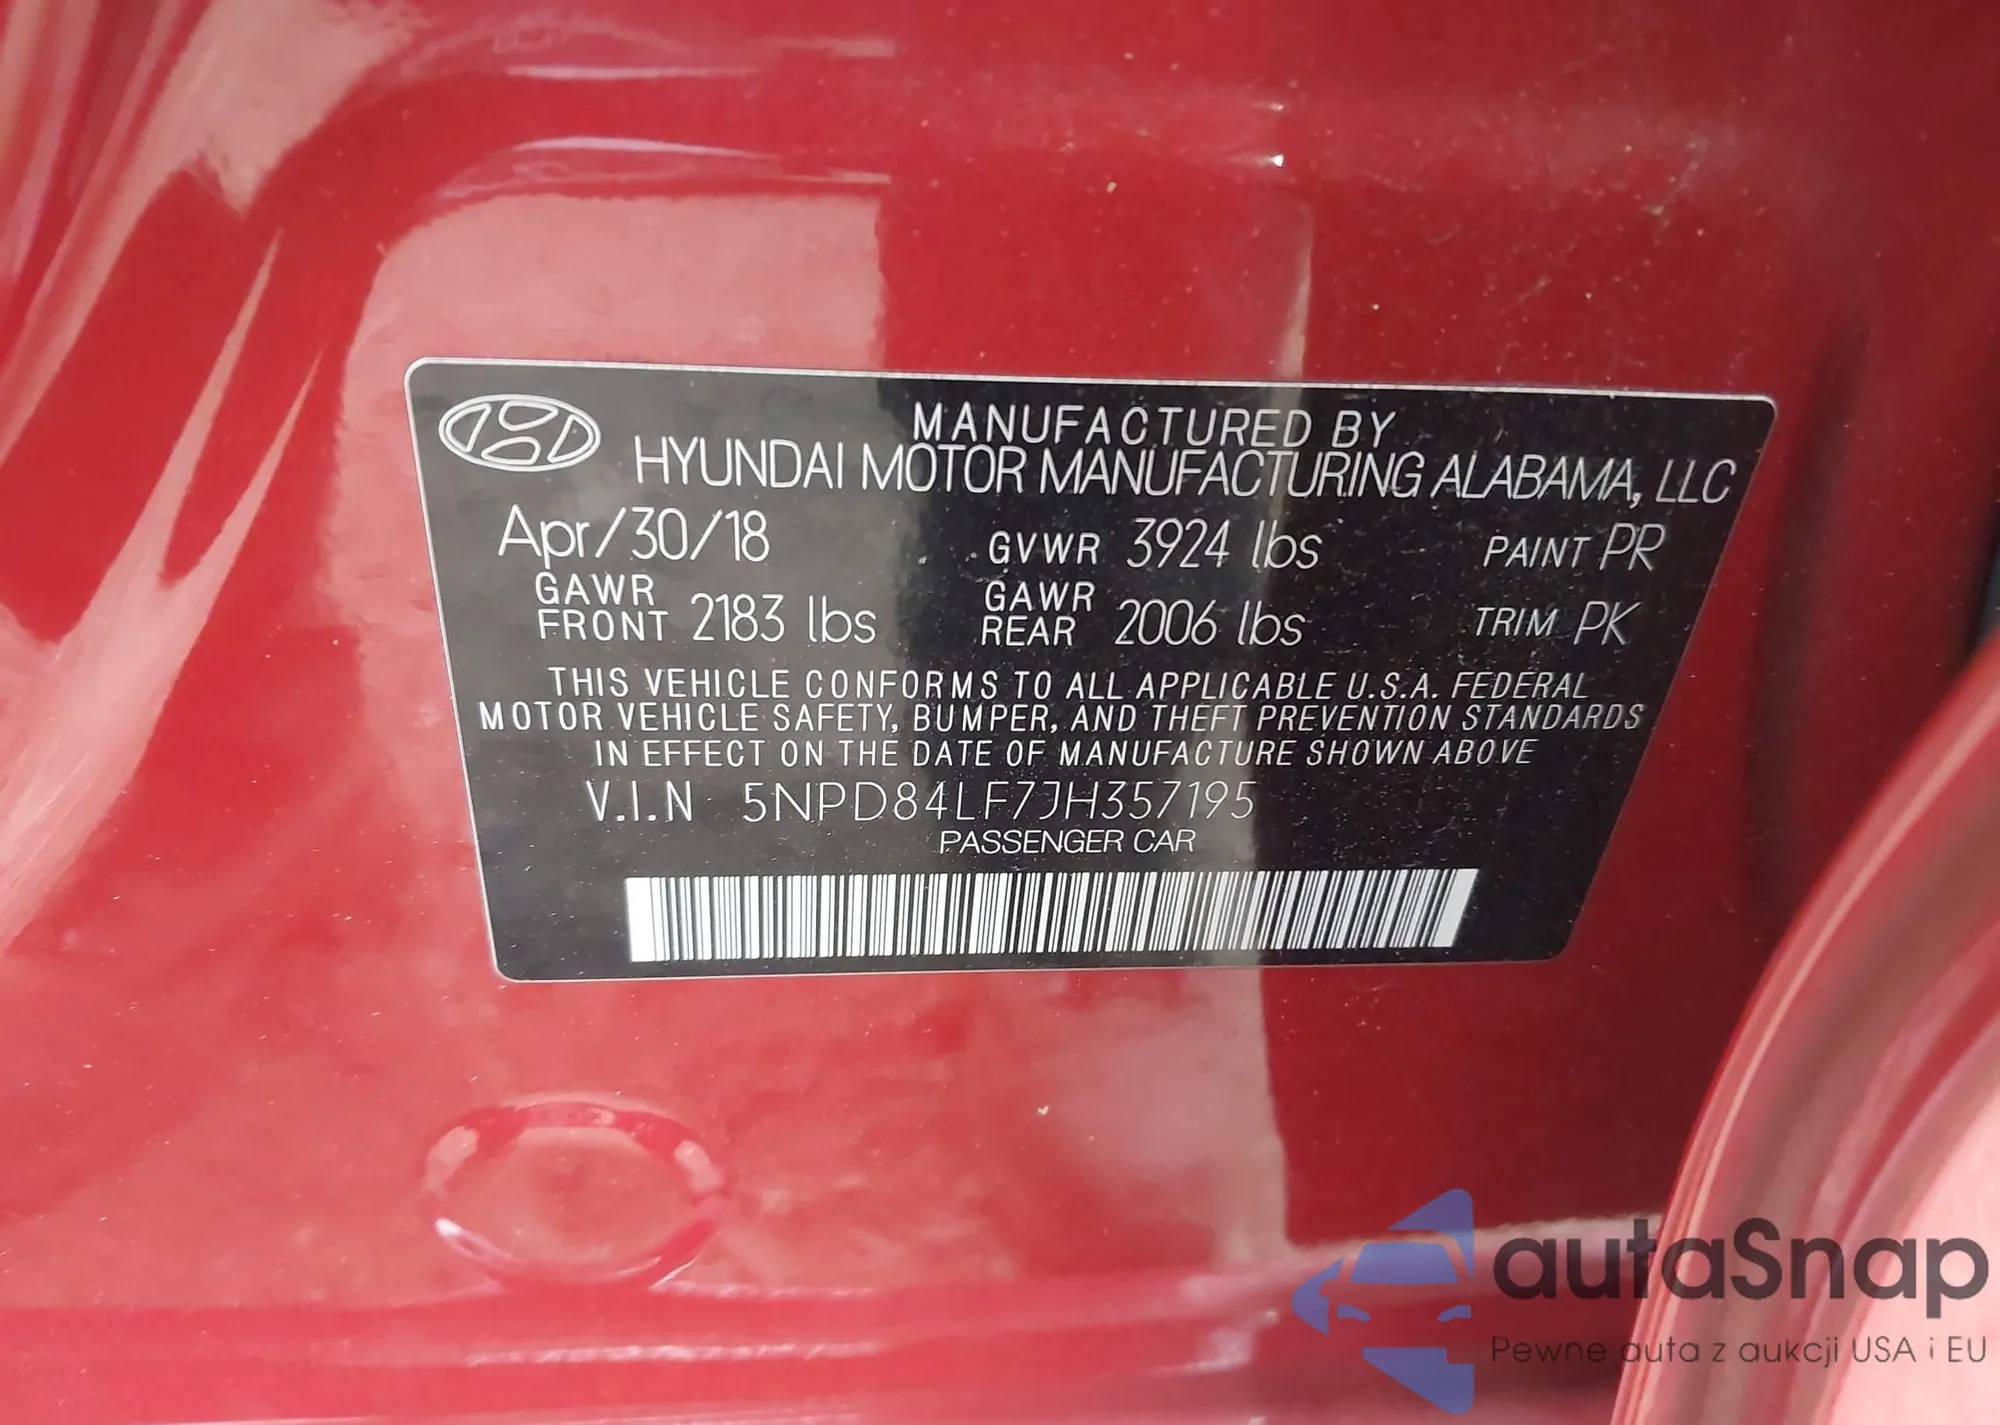 MANUFACTURED BY
HYUNDAI MOTOR MANUFACTURING ALABAMA, LLC
Apr/30/18 GVWR 3924 lbs PAINT PR
GAWR FRONT 2183 lbs GAWR REAR 2006 lbs TRIM PK
THIS VEHICLE CONFORMS TO ALL APPLICABLE U.S.A. FEDERAL
MOTOR VEHICLE SAFETY, BUMPER, AND THEFT PREVENTION STANDARDS
IN EFFECT ON THE DATE OF MANUFACTURE SHOWN ABOVE
V.I.N 5NPD84LF7JH357195
PASSENGER CAR
autaSnap
Pewne auta z aukcji USA i EU